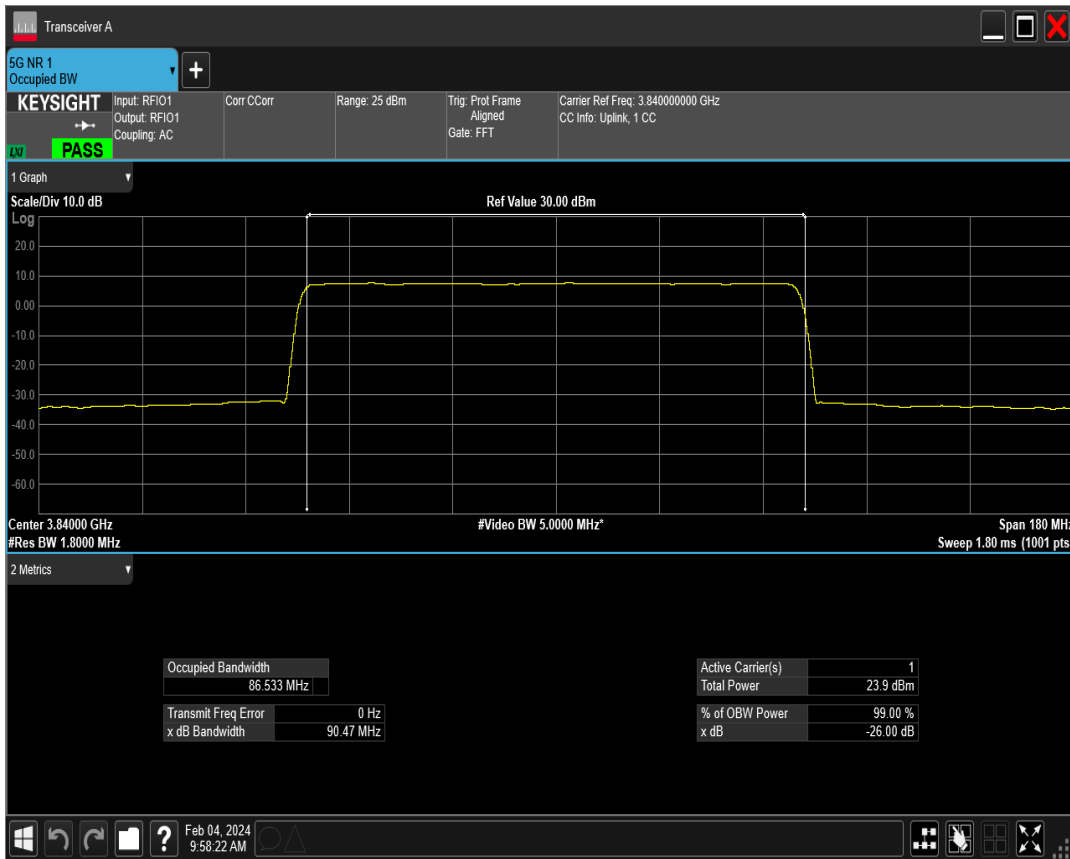 Transceiver A
5G NR 1
Occupied BW
+
KEYSIGHT
Input: RFIO1
Output: RFIO1
Coupling: AC
Corr CCorr
Range: 25 dBm
Trig: Prot Frame
Aligned
Gate: FFT
Carrier Ref Freq: 3.840000000 GHz
CC Info: Uplink, 1 CC
LXI
PASS
1 Graph
Scale/Div 10.0 dB
Ref Value 30.00 dBm
Log
20.0
10.0
0.00
-10.0
-20.0
-30.0
-40.0
-50.0
-60.0
Center 3.84000 GHz
#Video BW 5.0000 MHz*
Span 180 MHz
#Res BW 1.8000 MHz
Sweep 1.80 ms (1001 pts
2 Metrics
Occupied Bandwidth
86.533 MHz
Transmit Freq Error 0 Hz
x dB Bandwidth 90.47 MHz
Active Carrier(s) 1
Total Power 23.9 dBm
% of OBW Power 99.00 %
x dB -26.00 dB
?
Feb 04, 2024
9:58:22 AM